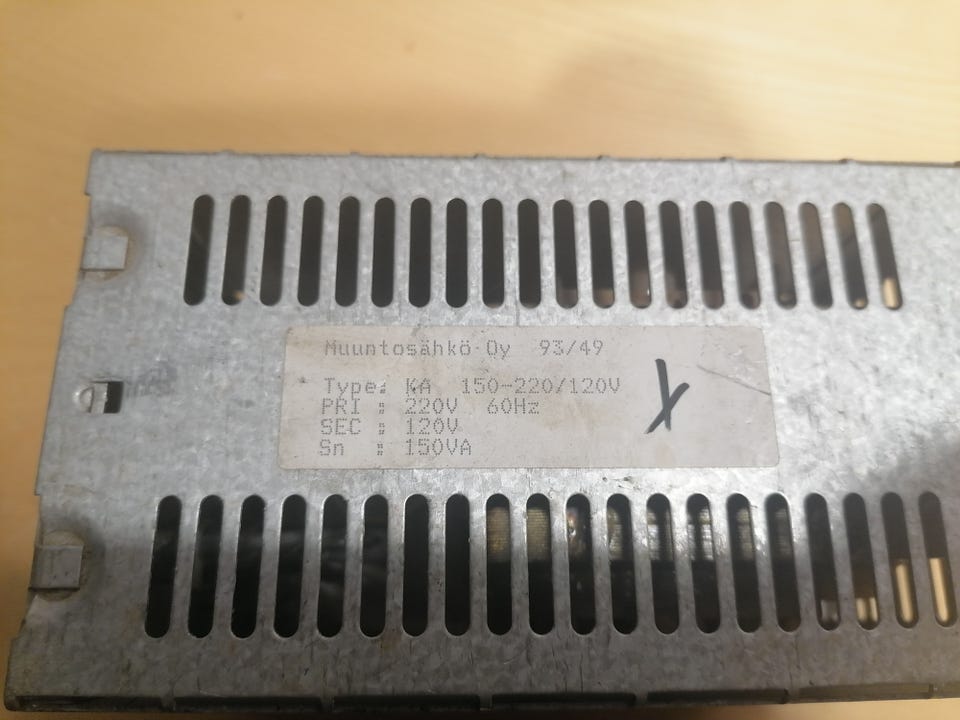 Muuntosähkö Oy 93/49
Type: KA 150-220/120V
PRI : 220V 60Hz
SEC : 120V
Sn : 150VA
X